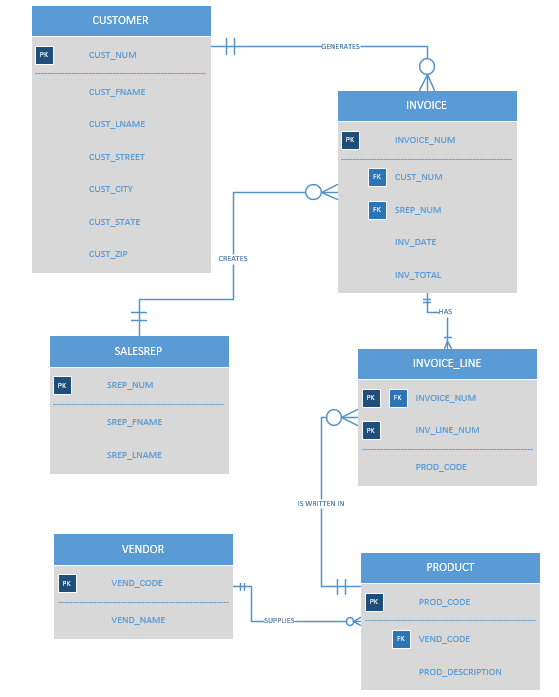 CUSTOMER
PK CUST_NUM
CUST_FNAME
CUST_LNAME
CUST_STREET
CUST_CITY
CUST_STATE
CUST_ZIP
GENERATES
INVOICE
PK INVOICE_NUM
FK CUST_NUM
FK SREP_NUM
INV_DATE
INV_TOTAL
CREATES
HAS
SALESREP
PK SREP_NUM
SREP_FNAME
SREP_LNAME
INVOICE_LINE
PK FK INVOICE_NUM
PK INV_LINE_NUM
PROD_CODE
IS WRITTEN IN
VENDOR
PK VEND_CODE
VEND_NAME
SUPPLIES
PRODUCT
PK PROD_CODE
FK VEND_CODE
PROD_DESCRIPTION